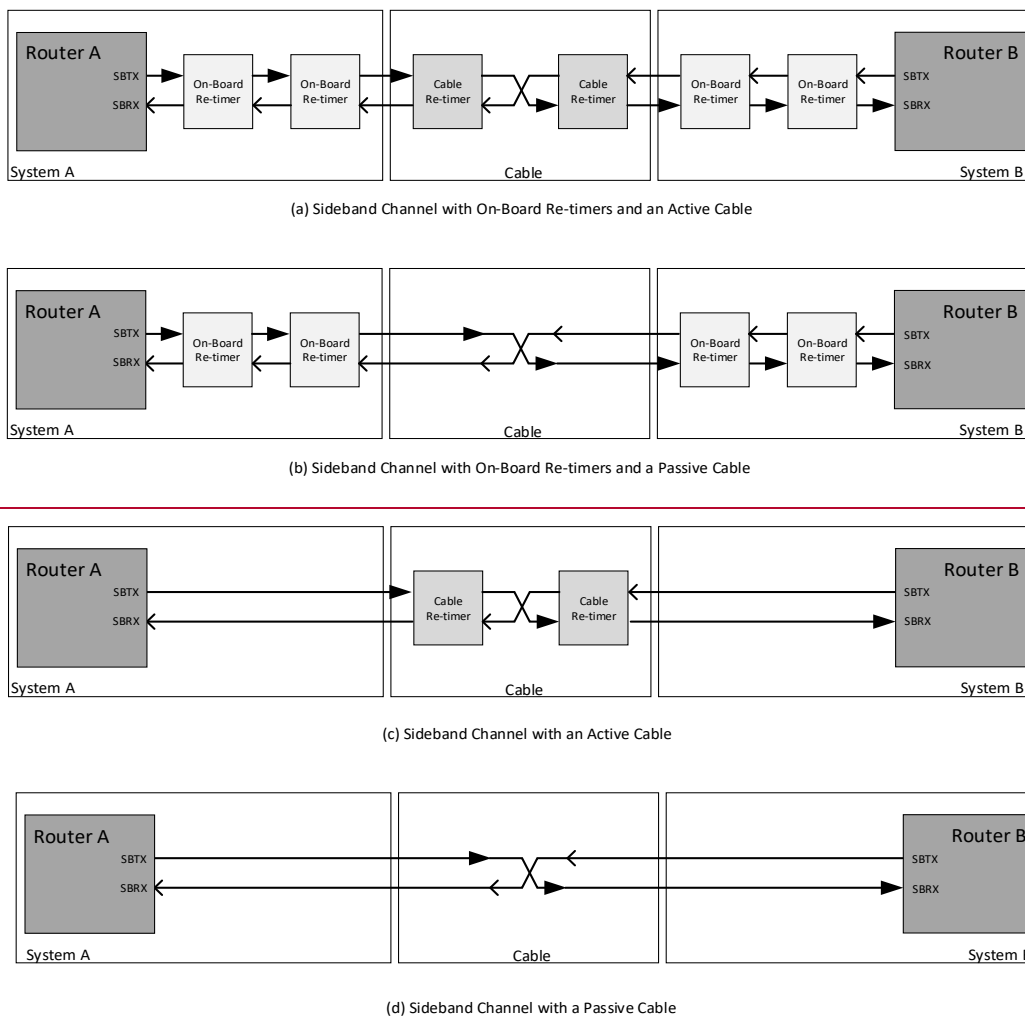 Router A
Router B
SBTX
SBRX
On-Board
Re-timer
On-Board
Re-timer
Cable
Re-timer
Cable
Re-timer
On-Board
Re-timer
On-Board
Re-timer
SBTX
SBRX
System A
Cable
System B
(a) Sideband Channel with On-Board Re-timers and an Active Cable
Router A
Router B
SBTX
SBRX
On-Board
Re-timer
On-Board
Re-timer
On-Board
Re-timer
On-Board
Re-timer
SBTX
SBRX
System A
Cable
System B
(b) Sideband Channel with On-Board Re-timers and a Passive Cable
Router A
Router B
SBTX
SBRX
Cable
Re-timer
Cable
Re-timer
SBTX
SBRX
System A
Cable
System B
(c) Sideband Channel with an Active Cable
Router A
Router B
SBTX
SBRX
SBTX
SBRX
System A
Cable
System
(d) Sideband Channel with a Passive Cable